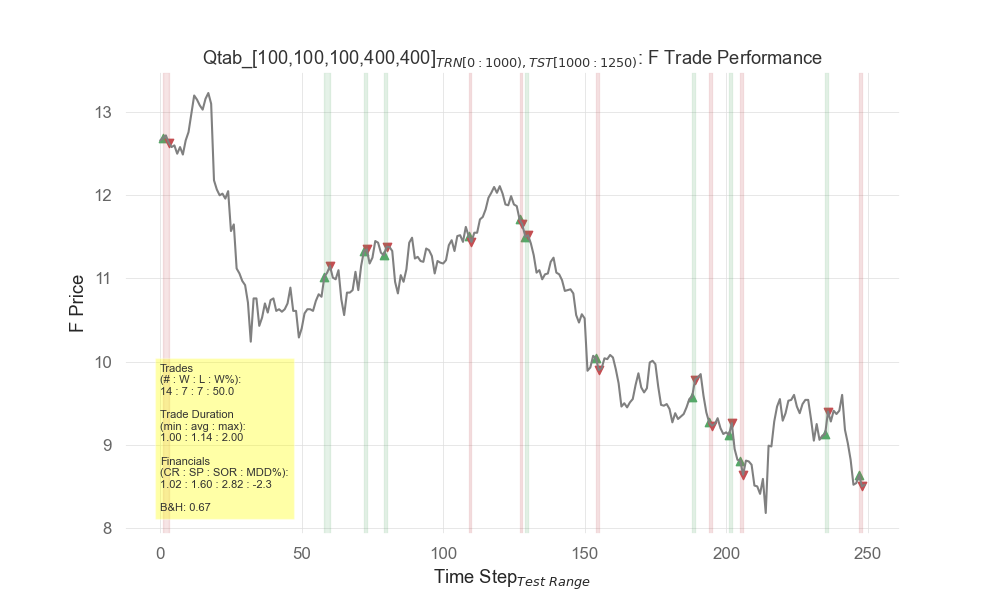 Qtab_[100,100,100,400,400]TRN[0 : 1000), TST[1000 : 1250): F Trade Performance
F Price
13
12
11
10
9
8
Trades
(# : W : L : W%):
14 : 7 : 7 : 50.0
Trade Duration
(min : avg : max):
1.00 : 1.14 : 2.00
Financials
(CR : SP : SOR : MDD%):
1.02 : 1.60 : 2.82 : -2.3
B&H: 0.67
0 50 100 150 200 250
Time StepTest Range